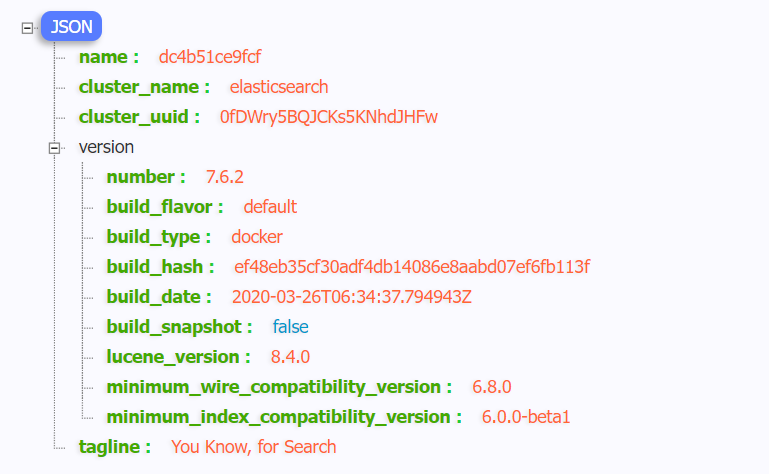 JSON
name : dc4b51ce9fcf
cluster_name : elasticsearch
cluster_uuid : 0fDWry5BQJCKs5KNhdJHFw
version
number : 7.6.2
build_flavor : default
build_type : docker
build_hash : ef48eb35cf30adf4db14086e8aabd07ef6fb113f
build_date : 2020-03-26T06:34:37.794943Z
build_snapshot : false
lucene_version : 8.4.0
minimum_wire_compatibility_version : 6.8.0
minimum_index_compatibility_version : 6.0.0-beta1
tagline : You Know, for Search